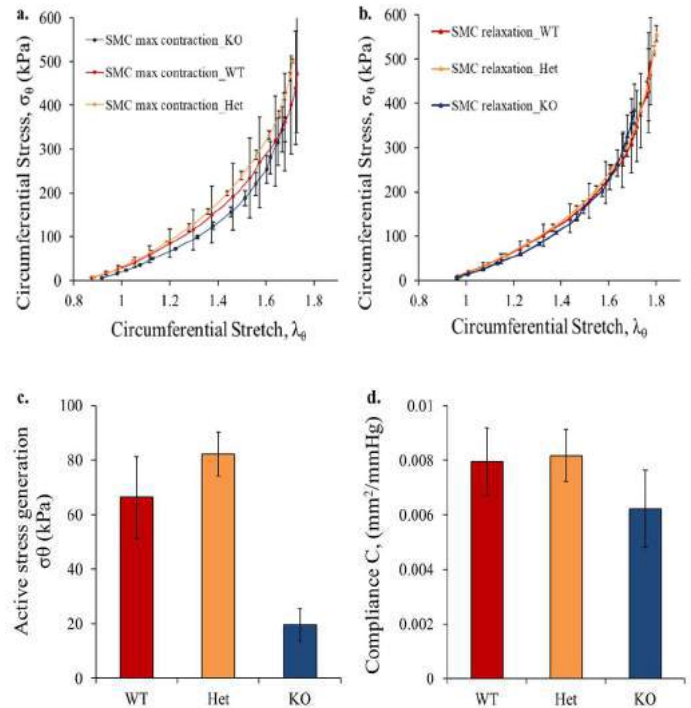 a.
SMC max contraction_KO
SMC max contraction_WT
SMC max contraction_Het
Circumferential Stress, σθ (kPa)
600
500
400
300
200
100
0
0.8 1 1.2 1.4 1.6 1.8
Circumferential Stretch, λθ
b.
SMC relaxation_WT
SMC relaxation_Het
SMC relaxation_KO
Circumferential Stress, σθ (kPa)
600
500
400
300
200
100
0
0.8 1 1.2 1.4 1.6 1.8 2
Circumferential Stretch, λθ
c.
Active stress generation
σθ (kPa)
100
80
60
40
20
0
WT Het KO
d.
Compliance C, (mm²/mmHg)
0.01
0.008
0.006
0.004
0.002
0
WT Het KO